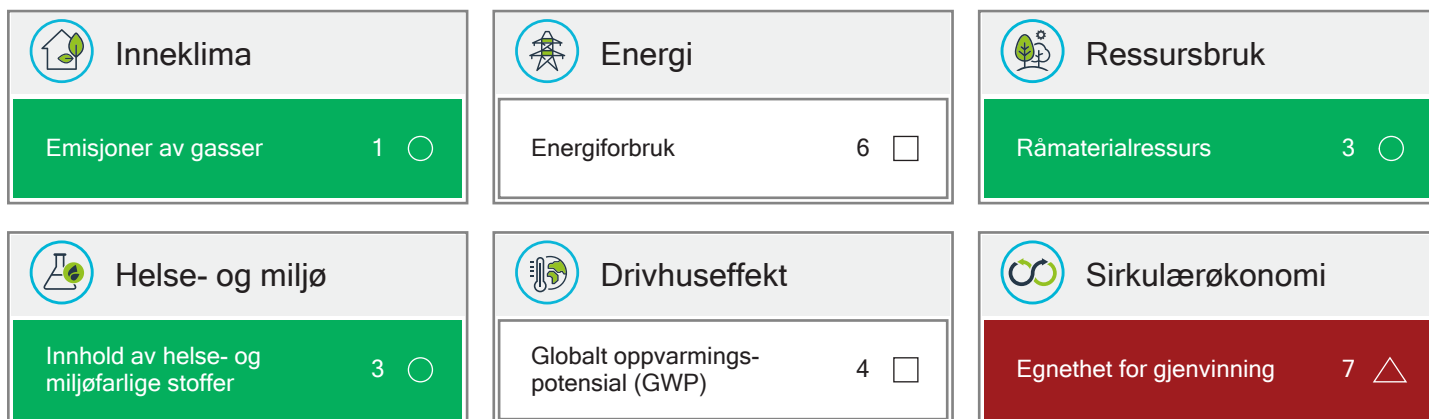 Inneklima
Emisjoner av gasser 1
Energi
Energiforbruk 6
Ressursbruk
Råmaterialressurs 3
Helse- og miljø
Innhold av helse- og
miljøfarlige stoffer 3
Drivhuseffekt
Globalt oppvarmings-
potensial (GWP) 4
Sirkulærøkonomi
Egnethet for gjenvinning 7